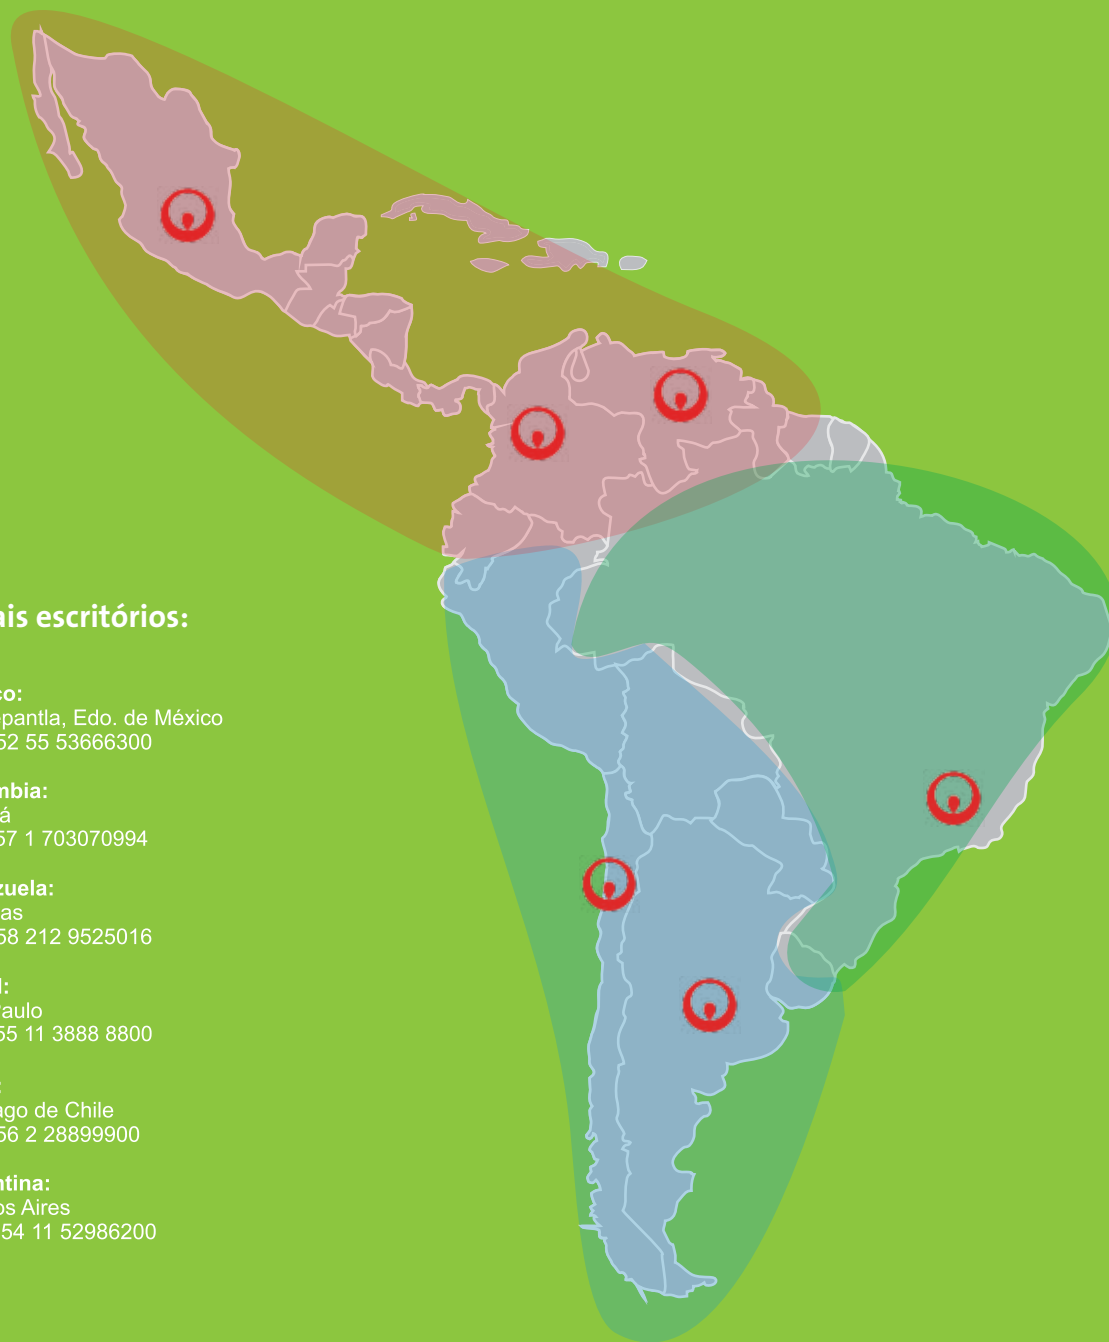 ais escritórios:
co:
epantla, Edo. de México
52 55 53666300
mbia:
á
57 1 703070994
zuela:
as
58 212 9525016
l:
Paulo
55 11 3888 8800
:
ago de Chile
56 2 28899900
ntina:
os Aires
54 11 52986200